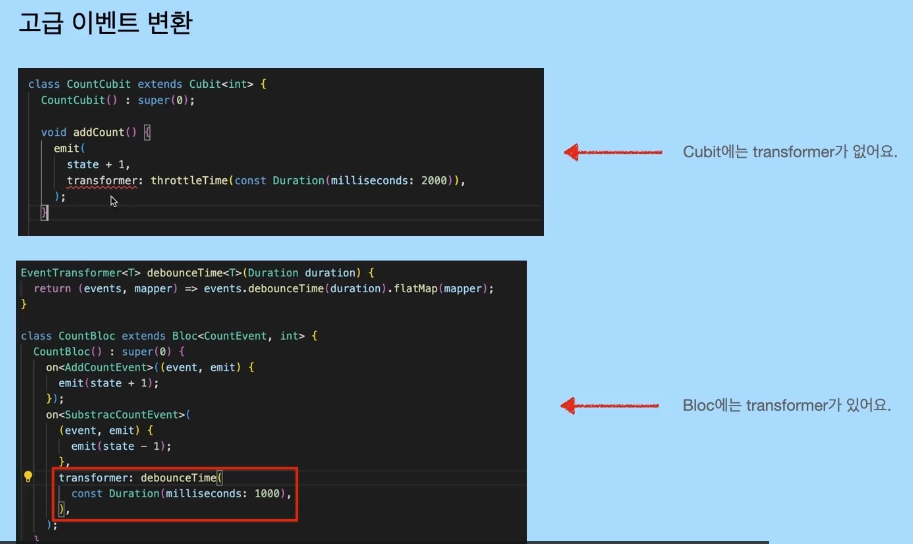 고급 이벤트 변환
class CountCubit extends Cubit<int> {
CountCubit() : super(0);
void addCount() {
emit(
state + 1,
transformer: throttleTime(const Duration(milliseconds: 2000)),
);
}
Cubit에는 transformer가 없어요.
EventTransformer<T> debounceTime<T>(Duration duration) {
return (events, mapper) => events.debounceTime(duration).flatMap(mapper);
}
class CountBloc extends Bloc<CountEvent, int> {
CountBloc() : super(0) {
on<AddCountEvent>((event, emit) {
emit(state + 1);
});
on<SubstracCountEvent>(
(event, emit) {
emit(state - 1);
},
transformer: debounceTime(
const Duration(milliseconds: 1000),
),
);
}
Bloc에는 transformer가 있어요.